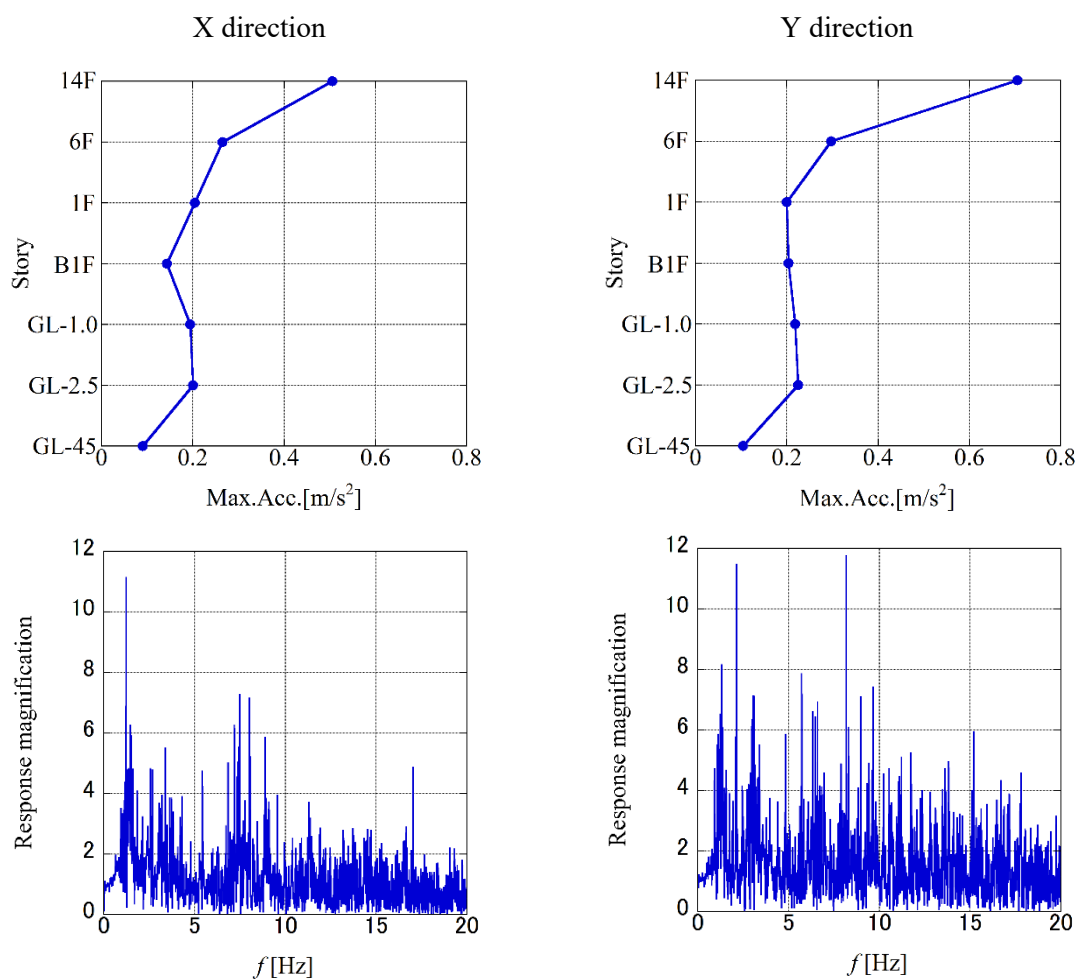 X direction
Y direction
Story
14F
6F
1F
B1F
GL-1.0
GL-2.5
GL-45
0 0.2 0.4 0.6 0.8
Max.Acc.[m/s²]
Story
14F
6F
1F
B1F
GL-1.0
GL-2.5
GL-45
0 0.2 0.4 0.6 0.8
Max.Acc.[m/s²]
Response magnification
12
10
8
6
4
2
0
0 5 10 15 20
f [Hz]
Response magnification
12
10
8
6
4
2
0
0 5 10 15 20
f [Hz]